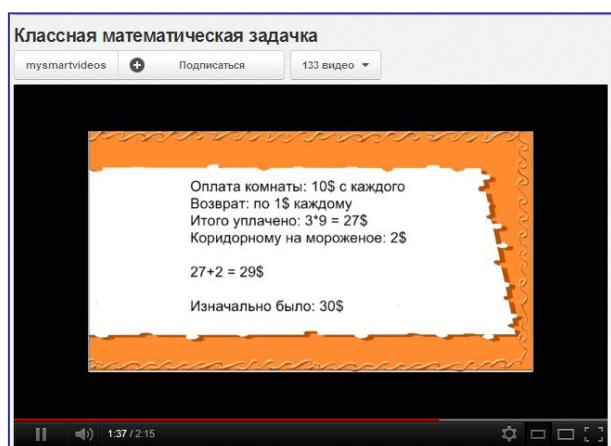 Классная математическая задачка
mysmartvideos Подписаться 133 видео
Оплата комнаты: 10$ с каждого
Возврат: по 1$ каждому
Итого уплачено: 3*9 = 27$
Коридорному на мороженое: 2$
27+2 = 29$
Изначально было: 30$
1:37 / 2:15